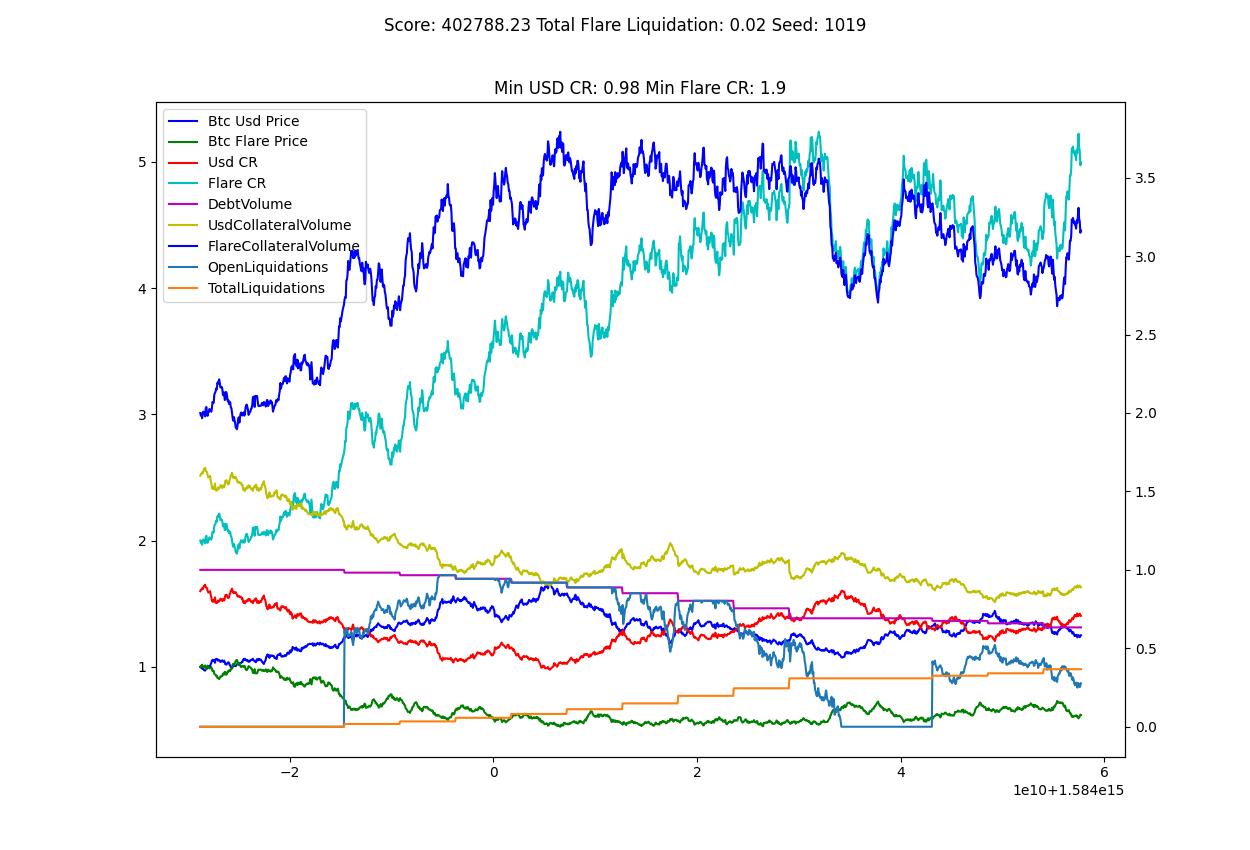 Score: 402788.23 Total Flare Liquidation: 0.02 Seed: 1019
Min USD CR: 0.98 Min Flare CR: 1.9
Btc Usd Price
Btc Flare Price
Usd CR
Flare CR
DebtVolume
UsdCollateralVolume
FlareCollateralVolume
OpenLiquidations
TotalLiquidations
5
4
3
2
1
3.5
3.0
2.5
2.0
1.5
1.0
0.5
0.0
−2
0
2
4
6
1e10+1.584e15